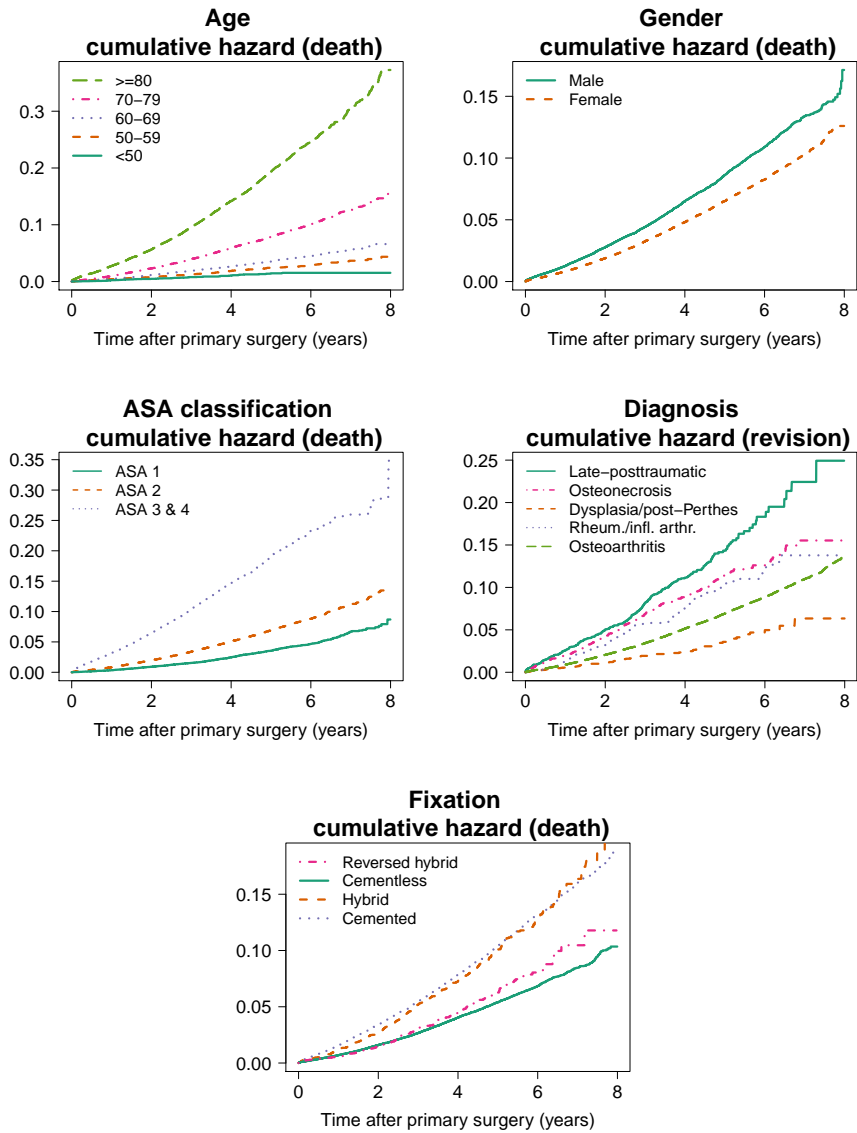 Age
cumulative hazard (death)
>=80
70−79
60−69
50−59
<50
0.3
0.2
0.1
0.0
0 2 4 6 8
Time after primary surgery (years)
Gender
cumulative hazard (death)
Male
Female
0.15
0.10
0.05
0.00
0 2 4 6 8
Time after primary surgery (years)
ASA classification
cumulative hazard (death)
ASA 1
ASA 2
ASA 3 & 4
0.35
0.30
0.25
0.20
0.15
0.10
0.05
0.00
0 2 4 6 8
Time after primary surgery (years)
Diagnosis
cumulative hazard (revision)
Late−posttraumatic
Osteonecrosis
Dysplasia/post−Perthes
Rheum./infl. arthr.
Osteoarthritis
0.25
0.20
0.15
0.10
0.05
0.00
0 2 4 6 8
Time after primary surgery (years)
Fixation
cumulative hazard (death)
Reversed hybrid
Cementless
Hybrid
Cemented
0.15
0.10
0.05
0.00
0 2 4 6 8
Time after primary surgery (years)